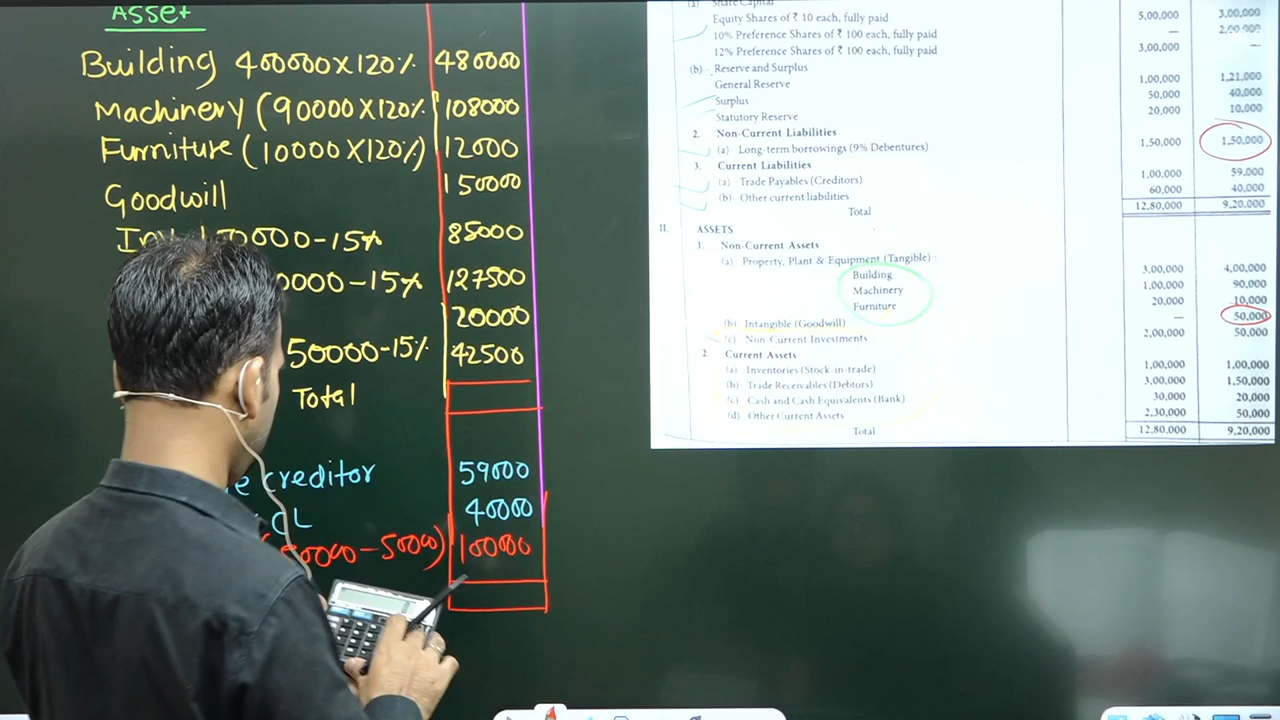 Asset
Building 400000X120% 480000
Machinery (90000X120% 108000
Furniture (10000X120%) 12000
Goodwill 150000
100000-15% 85000
0000-15% 127500
20000
50000-15% 42500
Total
creditor 59000
CL 40000
50000-50000) 100000
(a) Share Capital
Equity Shares of ₹ 10 each, fully paid 5,00,000 3,00,000
10% Preference Shares of ₹ 100 each, fully paid — 2,00,000
12% Preference Shares of ₹ 100 each, fully paid 3,00,000 —
(b) Reserve and Surplus
General Reserve 1,00,000 1,21,000
Surplus 50,000 40,000
Statutory Reserve 20,000 10,000
2. Non-Current Liabilities
(a) Long-term borrowings (9% Debentures) 1,50,000 1,50,000
3. Current Liabilities
(a) Trade Payables (Creditors) 1,00,000 59,000
(b) Other current liabilities 60,000 40,000
Total 12,80,000 9,20,000
II. ASSETS
1. Non-Current Assets
(a) Property, Plant & Equipment (Tangible) :
Building 3,00,000 4,00,000
Machinery 1,00,000 90,000
Furniture 20,000 10,000
(b) Intangible (Goodwill) — 50,000
(c) Non-Current Investments 2,00,000 50,000
2. Current Assets
(a) Inventories (Stock-in-trade) 1,00,000 1,00,000
(b) Trade Receivables (Debtors) 3,00,000 1,50,000
(c) Cash and Cash Equivalents (Bank) 30,000 20,000
(d) Other Current Assets 2,30,000 50,000
Total 12,80,000 9,20,000